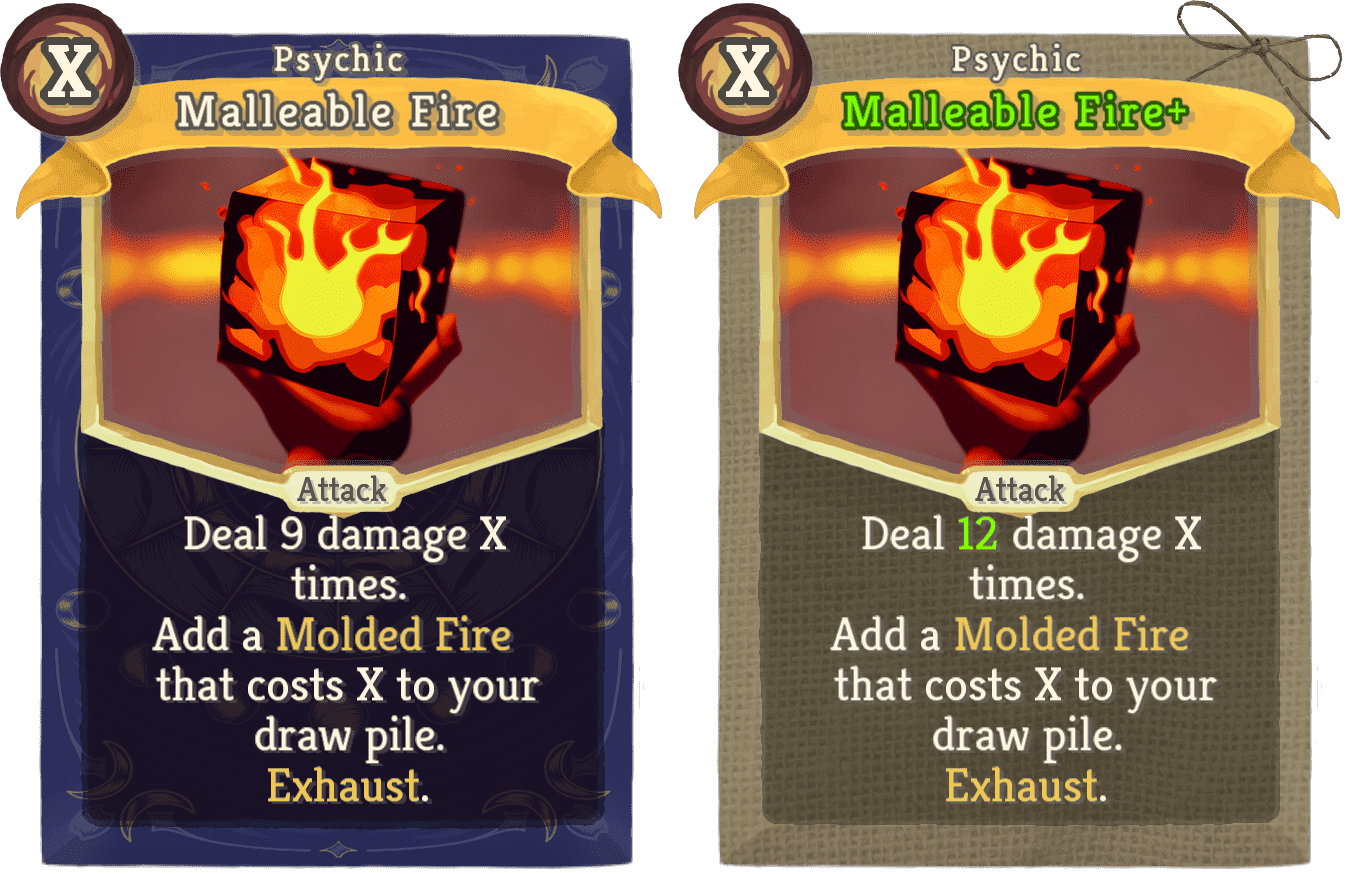 X
Psychic
Malleable Fire
Attack
Deal 9 damage X
times.
Add a Molded Fire
that costs X to your
draw pile.
Exhaust.
X
Psychic
Malleable Fire+
Attack
Deal 12 damage X
times.
Add a Molded Fire
that costs X to your
draw pile.
Exhaust.